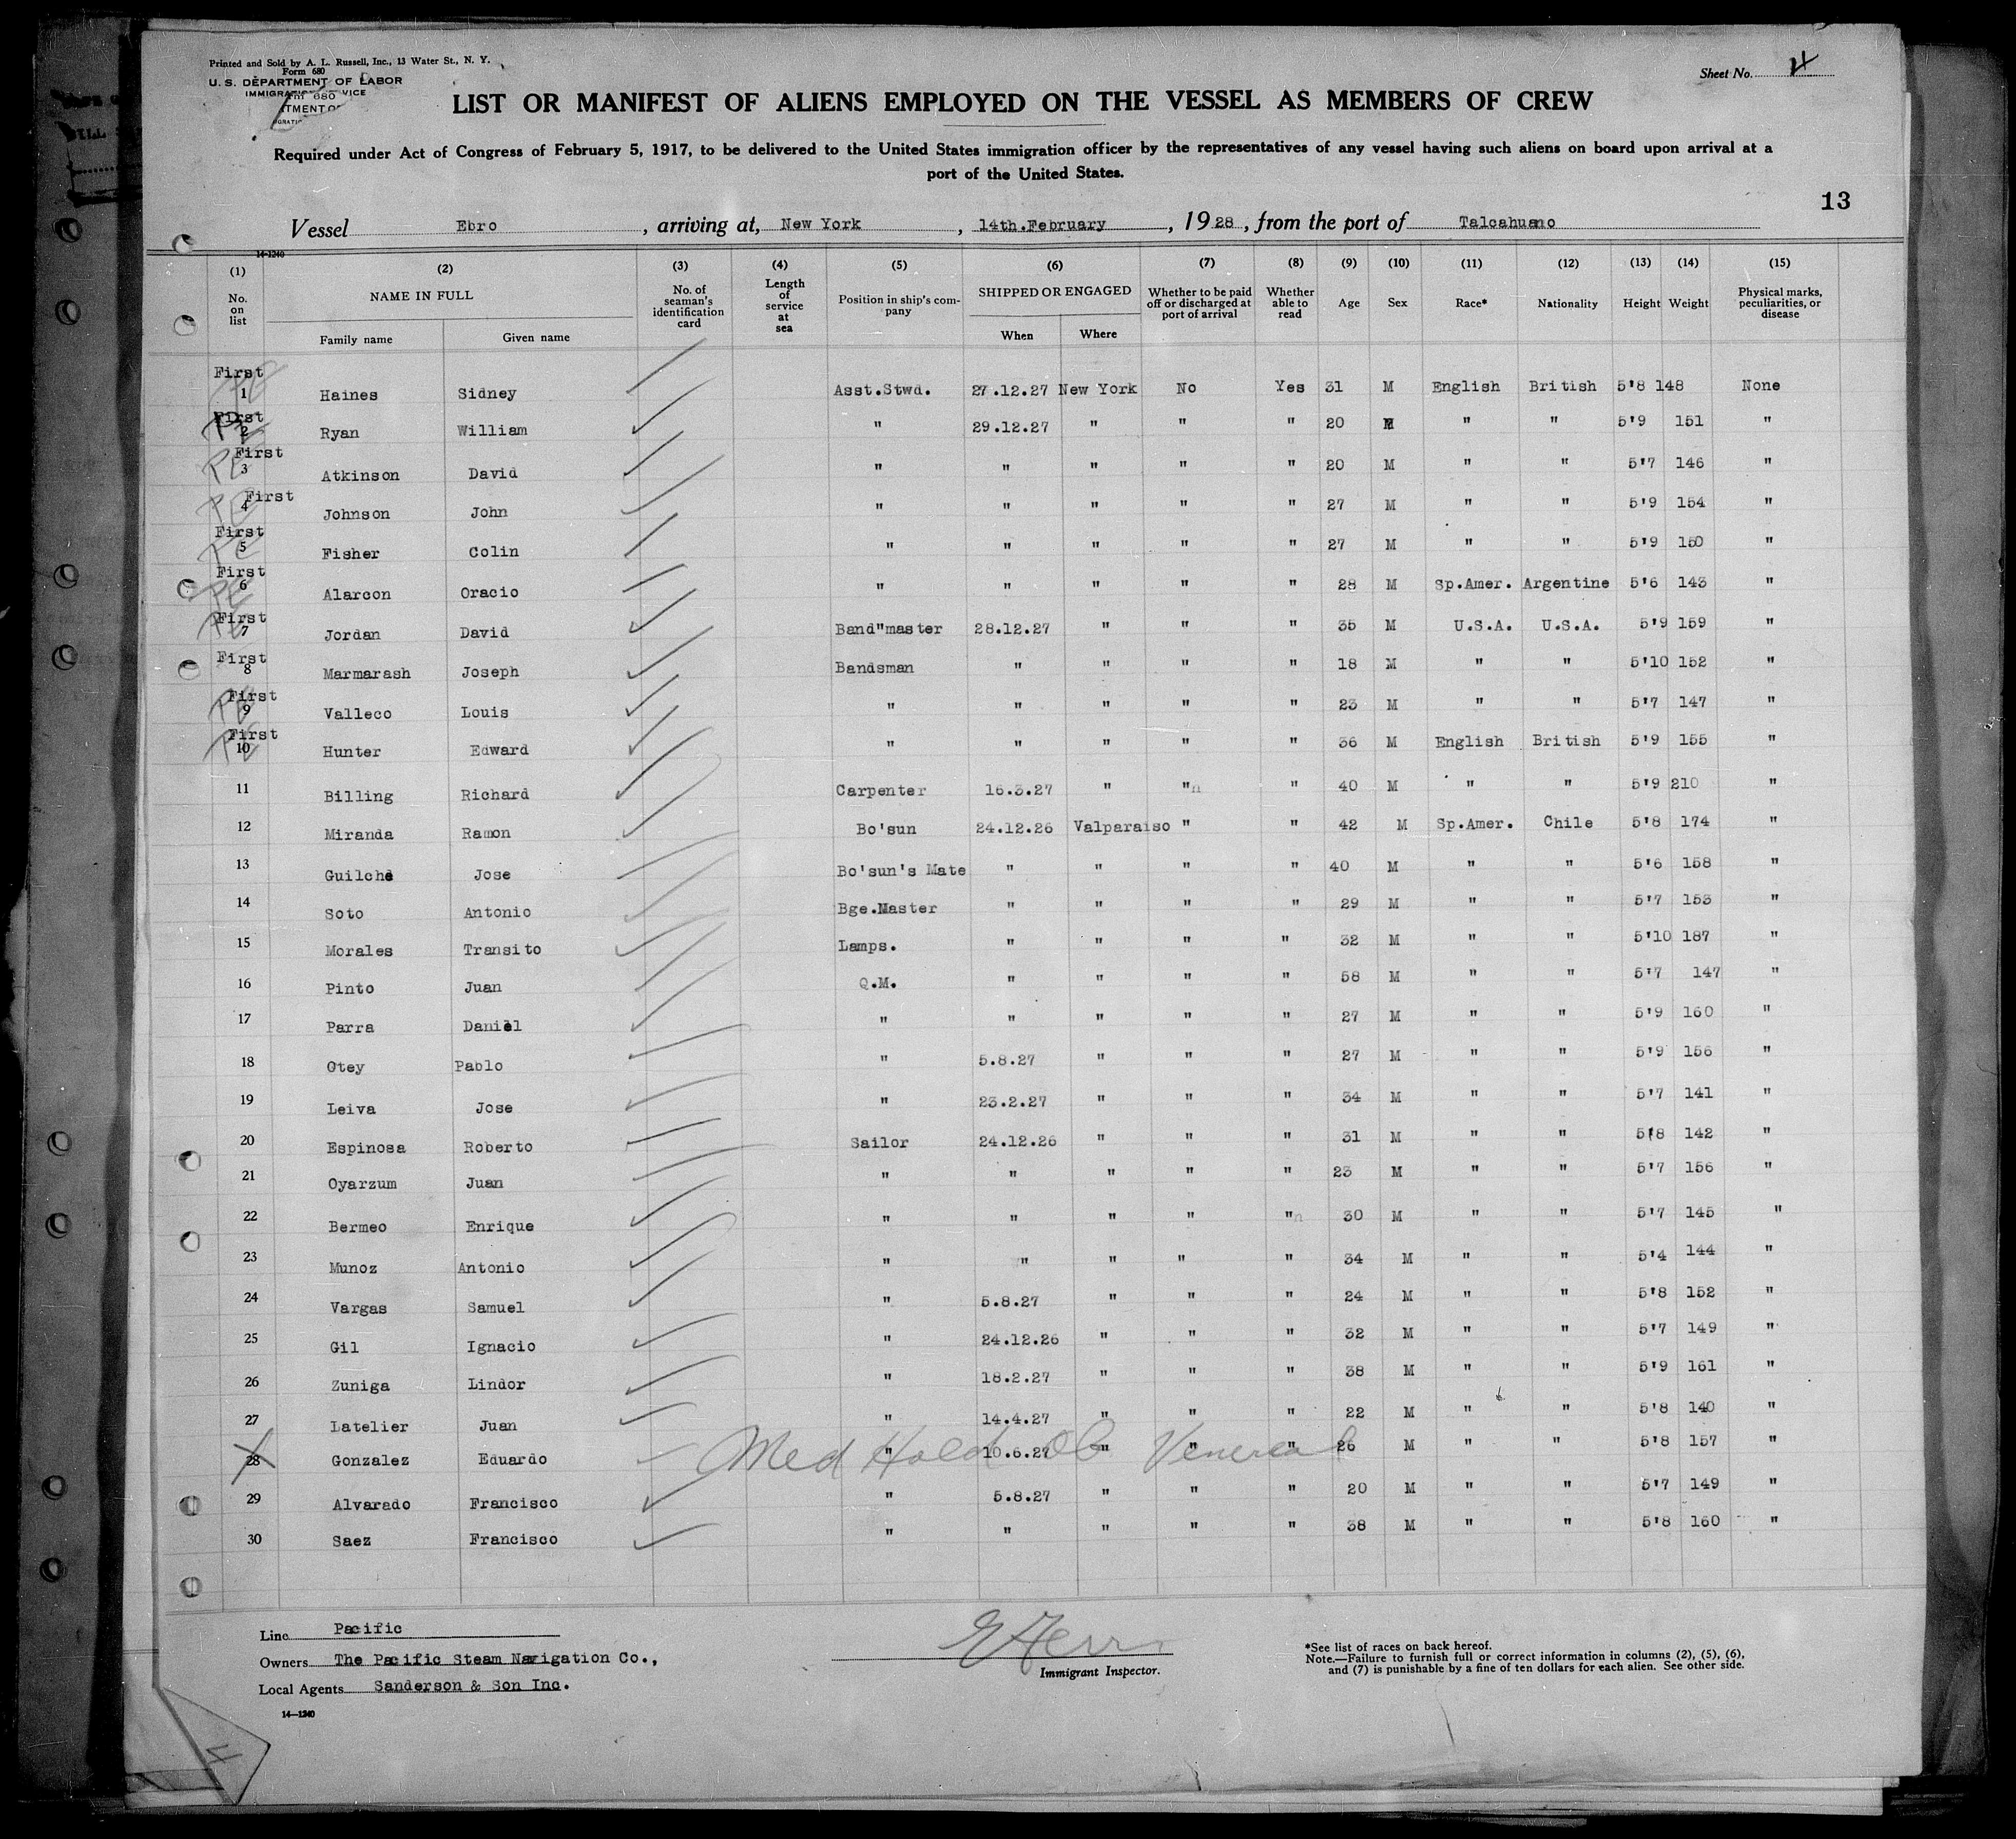 Printed and Sold by A. L. Russell, Inc., 13 Water St., N. Y.
Form 680
U. S. DEPARTMENT OF LABOR
Sheet No. 4
LIST OR MANIFEST OF ALIENS EMPLOYED ON THE VESSEL AS MEMBERS OF CREW
Required under Act of Congress of February 5, 1917, to be delivered to the United States immigration officer by the representatives of any vessel having such aliens on board upon arrival at a
port of the United States.
13
Vessel Ebro, arriving at, New York, 14th.February, 1928, from the port of Talcahuano
14-1240
(1) No. on list (2) NAME IN FULL Family name Given name (3) No. of seaman's identification card (4) Length of service at sea (5) Position in ship's company (6) SHIPPED OR ENGAGED When Where (7) Whether to be paid off or discharged at port of arrival (8) Whether able to read (9) Age (10) Sex (11) Race* (12) Nationality (13) Height (14) Weight (15) Physical marks, peculiarities, or disease
PE First 1 Haines Sidney Asst.Stwd. 27.12.27 New York No Yes 31 M English British 5'8 148 None
PE First 2 Ryan William " 29.12.27 " " " 20 M " " 5'9 151 "
PE First 3 Atkinson David " " " " " 20 M " " 5'7 146 "
PE First 4 Johnson John " " " " " 27 M " " 5'9 154 "
PE First 5 Fisher Colin " " " " " 27 M " " 5'9 150 "
PE First 6 Alarcon Oracio " " " " " 28 M Sp.Amer. Argentine 5'6 143 "
PE First 7 Jordan David Band"master 28.12.27 " " " 35 M U.S.A. U.S.A. 5'9 159 "
First 8 Marmarash Joseph Bandsman " " " " 18 M " " 5'10 152 "
PE First 9 Valleco Louis " " " " " 23 M " " 5'7 147 "
PE First 10 Hunter Edward " " " " " 36 M English British 5'9 155 "
11 Billing Richard Carpenter 16.3.27 " " " 40 M " " 5'9 210 "
12 Miranda Ramon Bo'sun 24.12.26 Valparaiso " " 42 M Sp.Amer. Chile 5'8 174 "
13 Guilche Jose Bo'sun's Mate " " " " 40 M " " 5'6 158 "
14 Soto Antonio Bge.Master " " " " 29 M " " 5'7 153 "
15 Morales Transito Lamps. " " " " 32 M " " 5'10 187 "
16 Pinto Juan Q.M. " " " " 58 M " " 5'7 147 "
17 Parra Daniel " " " " " 27 M " " 5'9 160 "
18 Otey Pablo " 5.8.27 " " " 27 M " " 5'9 156 "
19 Leiva Jose " 23.2.27 " " " 34 M " " 5'7 141 "
20 Espinosa Roberto Sailor 24.12.26 " " " 31 M " " 5'8 142 "
21 Oyarzum Juan " " " " " 23 M " " 5'7 156 "
22 Bermeo Enrique " " " " " 30 M " " 5'7 145 "
23 Munoz Antonio " " " " " 34 M " " 5'4 144 "
24 Vargas Samuel " 5.8.27 " " " 24 M " " 5'8 152 "
25 Gil Ignacio " 24.12.26 " " " 32 M " " 5'7 149 "
26 Zuniga Lindor " 18.2.27 " " " 38 M " " 5'9 161 "
27 Latelier Juan " 14.4.27 " " " 22 M " " 5'8 140 "
28 Gonzalez Eduardo " 10.6.27 " " " 26 M " " 5'8 157 "
Med Hold Ob Venereal
29 Alvarado Francisco " 5.8.27 " " " 20 M " " 5'7 149 "
30 Saez Francisco " " " " " 38 M " " 5'8 160 "
Line Pacific
Owners The Pacific Steam Navigation Co.,
Local Agents Sanderson & Son Inc.
14—1240
Immigrant Inspector.
*See list of races on back hereof.
Note.—Failure to furnish full or correct information in columns (2), (5), (6),
and (7) is punishable by a fine of ten dollars for each alien. See other side.
4